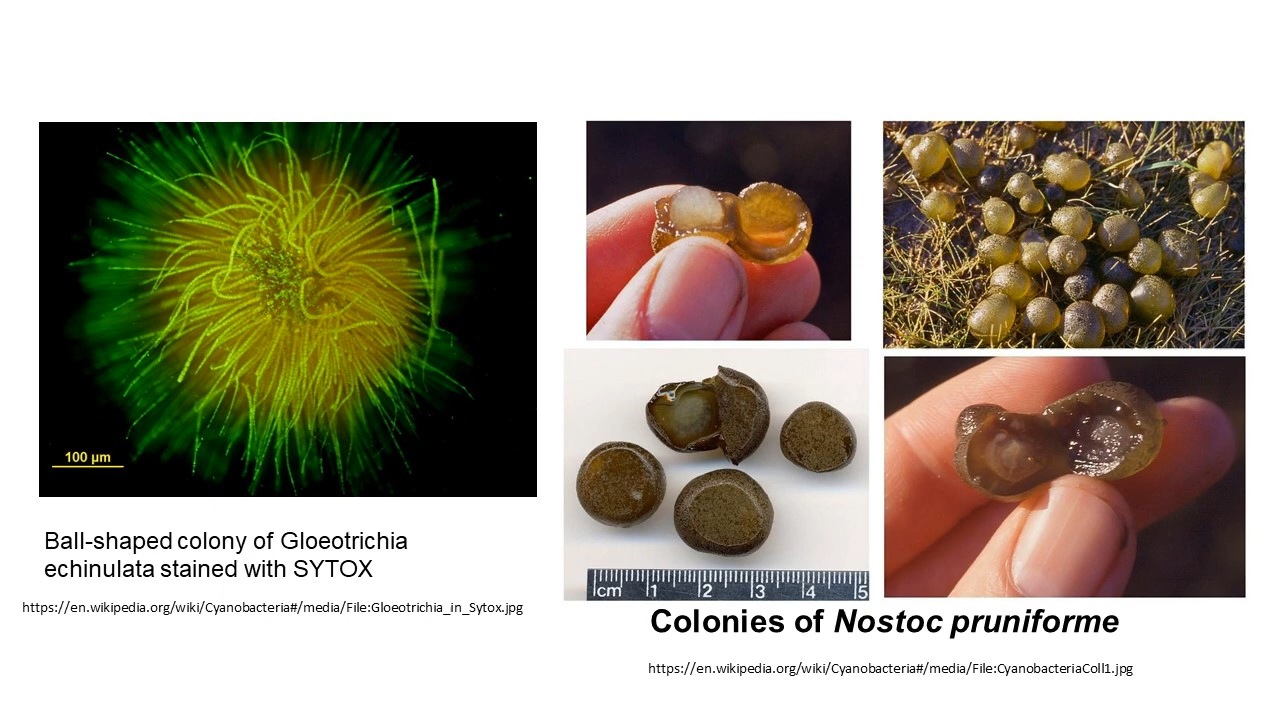 100 µm
Ball-shaped colony of Gloeotrichia
echinulata stained with SYTOX
https://en.wikipedia.org/wiki/Cyanobacteria#/media/File:Gloeotrichia_in_Sytox.jpg
cm 1 2 3 4 5
Colonies of Nostoc pruniforme
https://en.wikipedia.org/wiki/Cyanobacteria#/media/File:CyanobacteriaColl1.jpg